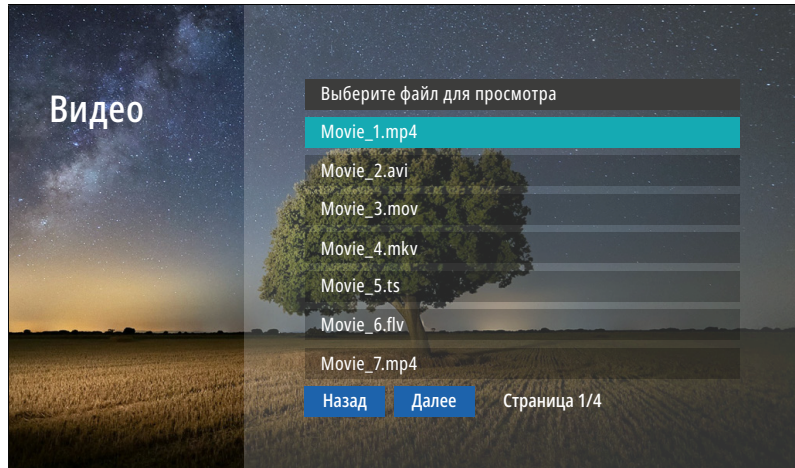 Видео
Выберите файл для просмотра
Movie_1.mp4
Movie_2.avi
Movie_3.mov
Movie_4.mkv
Movie_5.ts
Movie_6.flv
Movie_7.mp4
Назад Далее Страница 1/4